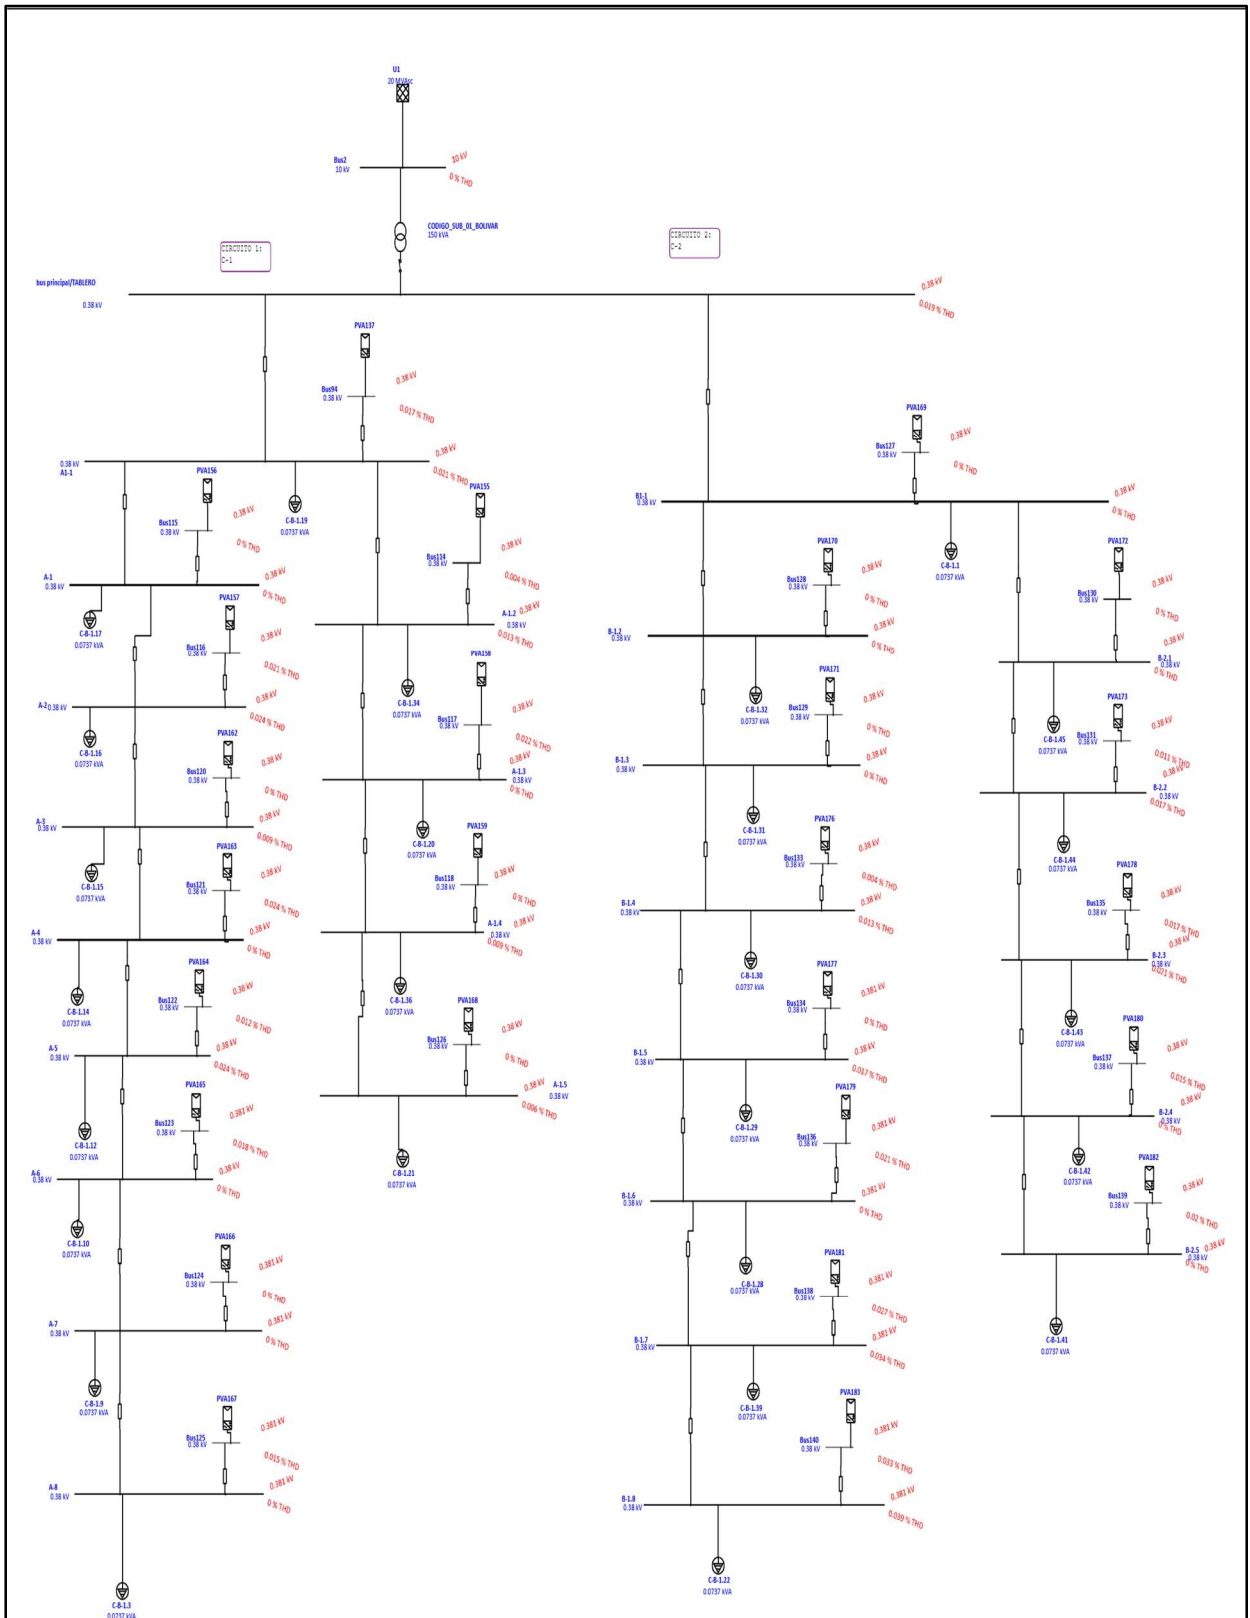 U1
20 MVAsc
Bus2
10 kV
10 kV
0 % THD
CODIGO_SUB_01_BOLIVAR
150 kVA
CIRCUITO 1:
C-1
CIRCUITO 2:
C-2
bus principal/TABLERO
0.38 kV
0.38 kV
0.019 % THD
PVA137
Bus94
0.38 kV
0.38 kV
0.017 % THD
0.38 kV
A1-1
0.38 kV
0.021 % THD
C-B-1.19
0.0737 kVA
PVA156
Bus115
0.38 kV
0.38 kV
0 % THD
A-1
0.38 kV
0.38 kV
0 % THD
C-B-1.17
0.0737 kVA
PVA157
Bus116
0.38 kV
0.38 kV
0.021 % THD
A-2
0.38 kV
0.38 kV
0.024 % THD
C-B-1.16
0.0737 kVA
PVA162
Bus120
0.38 kV
0.38 kV
0 % THD
A-3
0.38 kV
0.38 kV
0.009 % THD
C-B-1.15
0.0737 kVA
PVA163
Bus121
0.38 kV
0.38 kV
0.024 % THD
A-4
0.38 kV
0.38 kV
0 % THD
C-B-1.14
0.0737 kVA
PVA164
Bus122
0.38 kV
0.38 kV
0.012 % THD
A-5
0.38 kV
0.38 kV
0.024 % THD
C-B-1.12
0.0737 kVA
PVA165
Bus123
0.38 kV
0.381 kV
0.018 % THD
A-6
0.38 kV
0.38 kV
0 % THD
C-B-1.10
0.0737 kVA
PVA166
Bus124
0.38 kV
0.381 kV
0 % THD
A-7
0.38 kV
0.381 kV
0 % THD
C-B-1.9
0.0737 kVA
PVA167
Bus125
0.38 kV
0.381 kV
0.015 % THD
A-8
0.38 kV
0.381 kV
0 % THD
C-B-1.3
0.0737 kVA
PVA155
Bus114
0.38 kV
0.38 kV
0.004 % THD
A-1.2
0.38 kV
0.38 kV
0.013 % THD
C-B-1.34
0.0737 kVA
PVA158
Bus117
0.38 kV
0.38 kV
0.022 % THD
A-1.3
0.38 kV
0.38 kV
0 % THD
C-B-1.20
0.0737 kVA
PVA159
Bus118
0.38 kV
0.38 kV
0 % THD
A-1.4
0.38 kV
0.38 kV
0.009 % THD
C-B-1.36
0.0737 kVA
PVA168
Bus126
0.38 kV
0.38 kV
0 % THD
A-1.5
0.38 kV
0.38 kV
0.006 % THD
C-B-1.21
0.0737 kVA
PVA169
Bus127
0.38 kV
0.38 kV
0 % THD
B1-1
0.38 kV
0.38 kV
0 % THD
C-B-1.1
0.0737 kVA
PVA170
Bus128
0.38 kV
0.38 kV
0 % THD
B-1.2
0.38 kV
0.38 kV
0 % THD
C-B-1.32
0.0737 kVA
PVA171
Bus129
0.38 kV
0.38 kV
0 % THD
B-1.3
0.38 kV
0.38 kV
0 % THD
C-B-1.31
0.0737 kVA
PVA176
Bus133
0.38 kV
0.38 kV
0.004 % THD
B-1.4
0.38 kV
0.38 kV
0.013 % THD
C-B-1.30
0.0737 kVA
PVA177
Bus134
0.38 kV
0.381 kV
0 % THD
B-1.5
0.38 kV
0.38 kV
0.017 % THD
C-B-1.29
0.0737 kVA
PVA179
Bus136
0.38 kV
0.381 kV
0.021 % THD
B-1.6
0.38 kV
0.381 kV
0 % THD
C-B-1.28
0.0737 kVA
PVA181
Bus138
0.38 kV
0.381 kV
0.027 % THD
B-1.7
0.38 kV
0.381 kV
0.034 % THD
C-B-1.39
0.0737 kVA
PVA183
Bus140
0.38 kV
0.381 kV
0.033 % THD
B-1.8
0.38 kV
0.381 kV
0.039 % THD
C-B-1.22
0.0737 kVA
PVA172
Bus130
0.38 kV
0.38 kV
0 % THD
B-2.1
0.38 kV
0.38 kV
0 % THD
C-B-1.45
0.0737 kVA
PVA173
Bus131
0.38 kV
0.38 kV
0.011 % THD
B-2.2
0.38 kV
0.38 kV
0.017 % THD
C-B-1.44
0.0737 kVA
PVA178
Bus135
0.38 kV
0.38 kV
0.017 % THD
B-2.3
0.38 kV
0.38 kV
0.021 % THD
C-B-1.43
0.0737 kVA
PVA180
Bus137
0.38 kV
0.38 kV
0.015 % THD
B-2.4
0.38 kV
0.38 kV
0 % THD
C-B-1.42
0.0737 kVA
PVA182
Bus139
0.38 kV
0.38 kV
0.02 % THD
B-2.5
0.38 kV
0.38 kV
0 % THD
C-B-1.41
0.0737 kVA